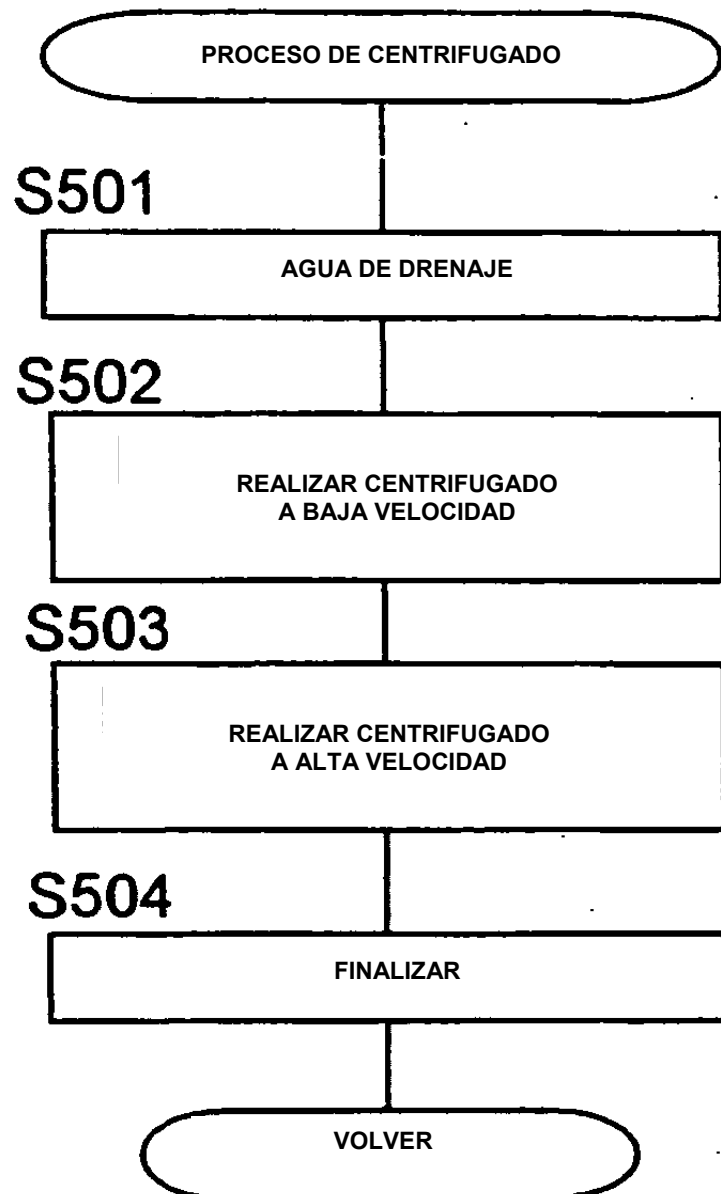 PROCESO DE CENTRIFUGADO
S501
AGUA DE DRENAJE
S502
REALIZAR CENTRIFUGADO
A BAJA VELOCIDAD
S503
REALIZAR CENTRIFUGADO
A ALTA VELOCIDAD
S504
FINALIZAR
VOLVER